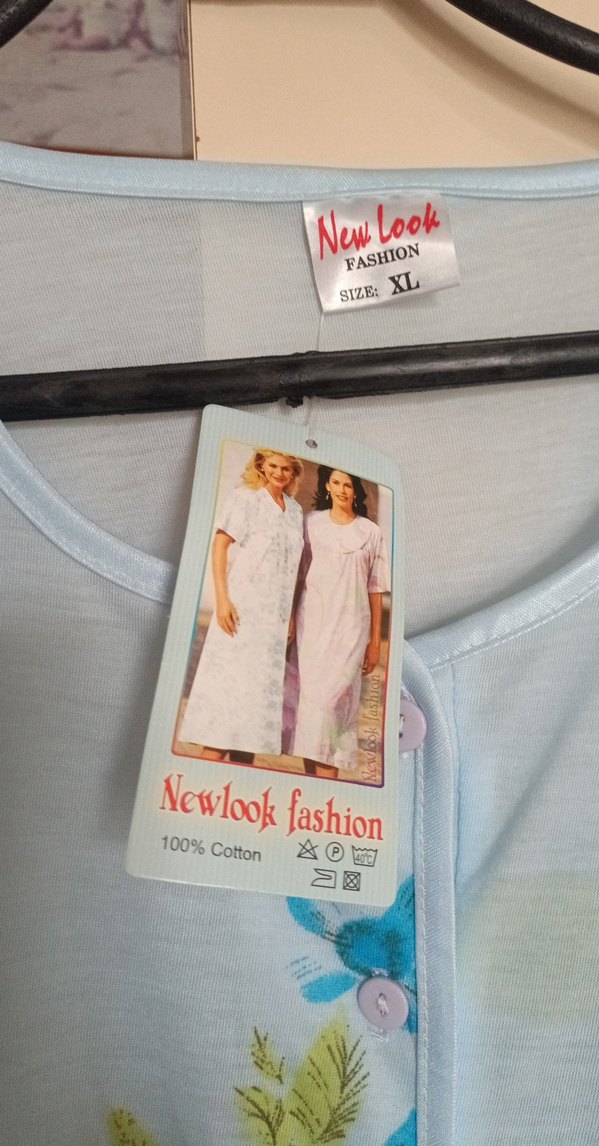 New Look
FASHION
SIZE: XL
Newlook fashion
Newlook fashion
100% Cotton
P
40°C